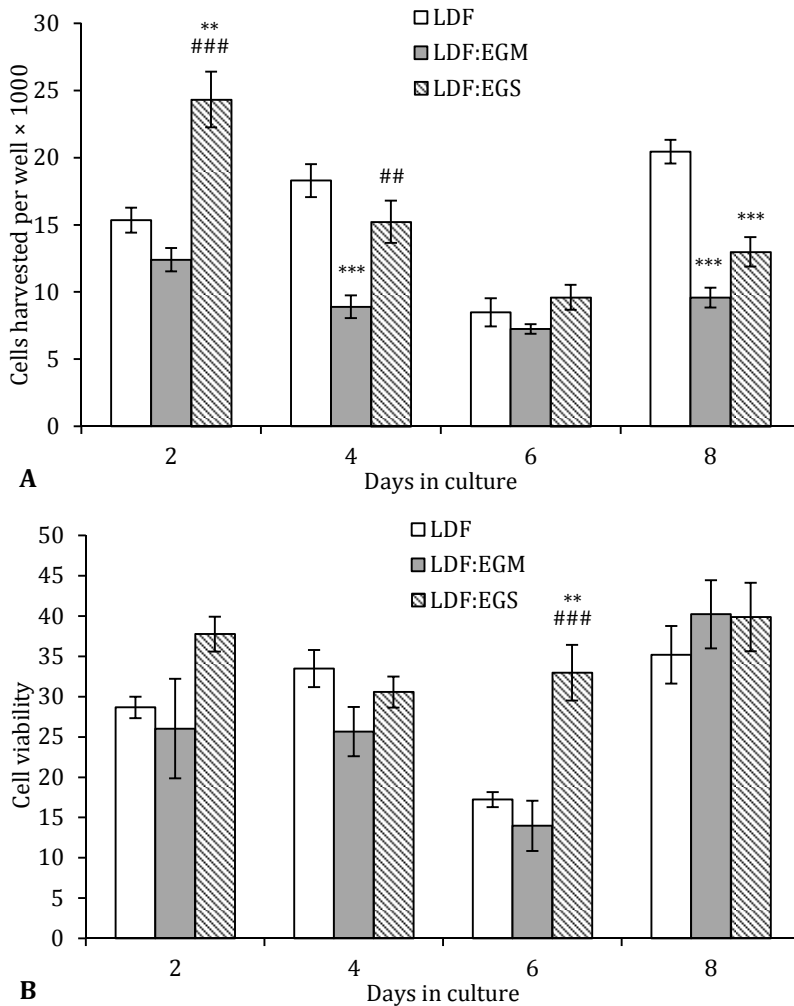 30
25
20
15
10
5
0
Cells harvested per well × 1000
LDF
LDF:EGM
LDF:EGS
**
###
***
##
***
***
2
4
6
8
Days in culture
A
50
45
40
35
30
25
20
15
10
5
0
Cell viability
LDF
LDF:EGM
LDF:EGS
**
###
2
4
6
8
Days in culture
B